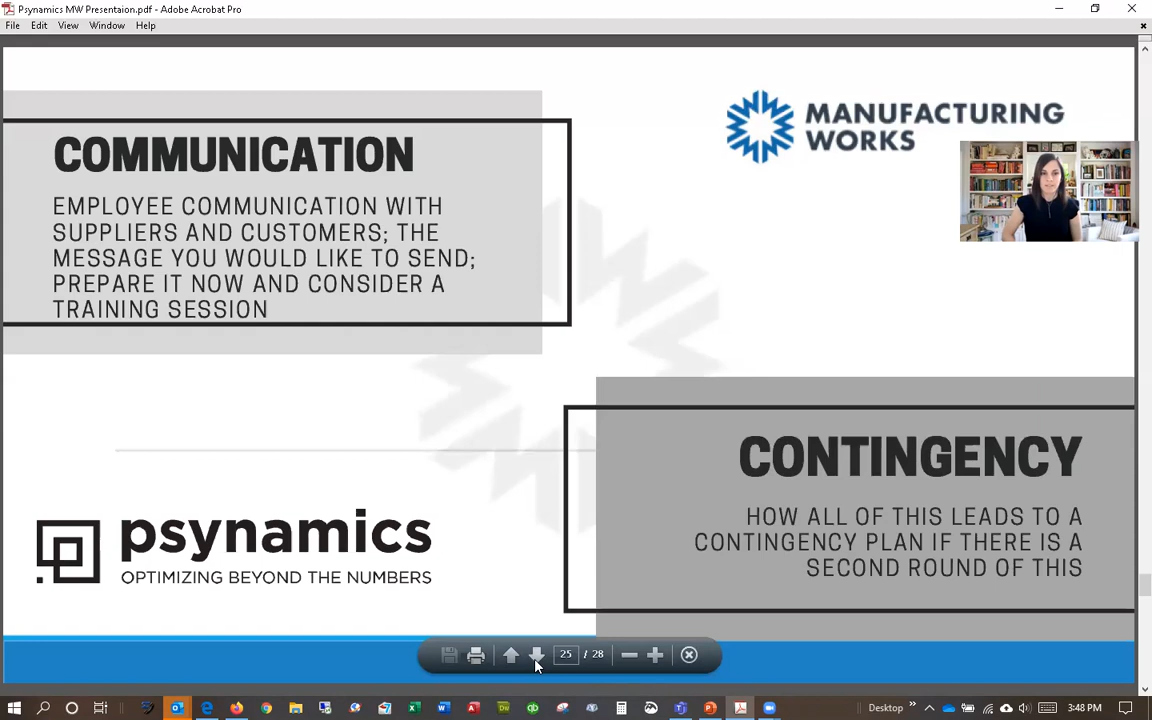 Psynamics MW Presentaion.pdf - Adobe Acrobat Pro
File Edit View Window Help
MANUFACTURING
WORKS
COMMUNICATION
EMPLOYEE COMMUNICATION WITH
SUPPLIERS AND CUSTOMERS; THE
MESSAGE YOU WOULD LIKE TO SEND;
PREPARE IT NOW AND CONSIDER A
TRAINING SESSION
CONTINGENCY
HOW ALL OF THIS LEADS TO A
CONTINGENCY PLAN IF THERE IS A
SECOND ROUND OF THIS
psynamics
OPTIMIZING BEYOND THE NUMBERS
25 / 28
Desktop
3:48 PM